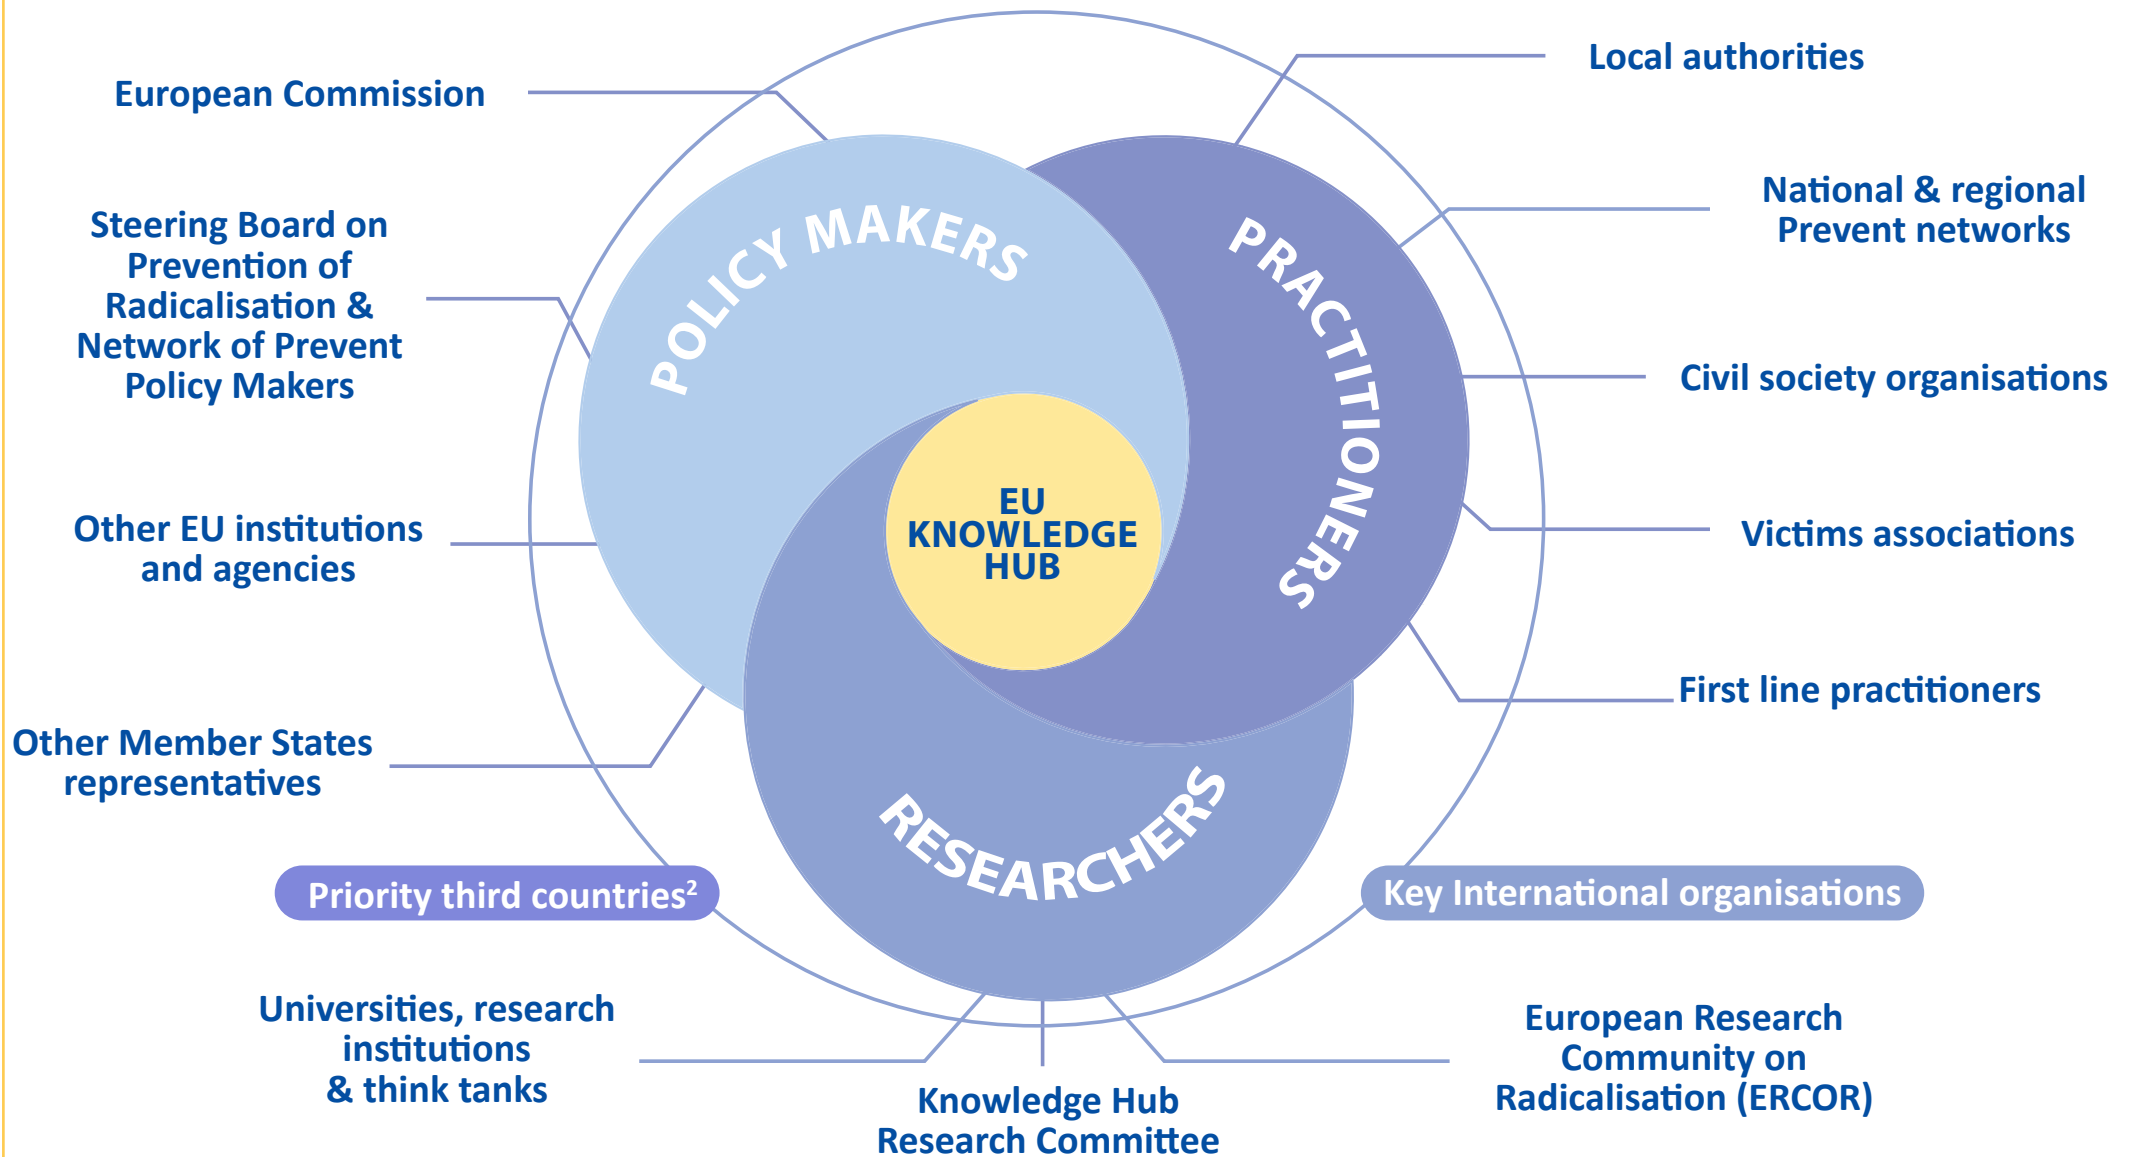 European Commission
Steering Board on
Prevention of
Radicalisation &
Network of Prevent
Policy Makers
Other EU institutions
and agencies
Other Member States
representatives
POLICY MAKERS
PRACTITIONERS
RESEARCHERS
EU
KNOWLEDGE
HUB
Local authorities
National & regional
Prevent networks
Civil society organisations
Victims associations
First line practitioners
Priority third countries²
Key International organisations
Universities, research
institutions
& think tanks
Knowledge Hub
Research Committee
European Research
Community on
Radicalisation (ERCOR)